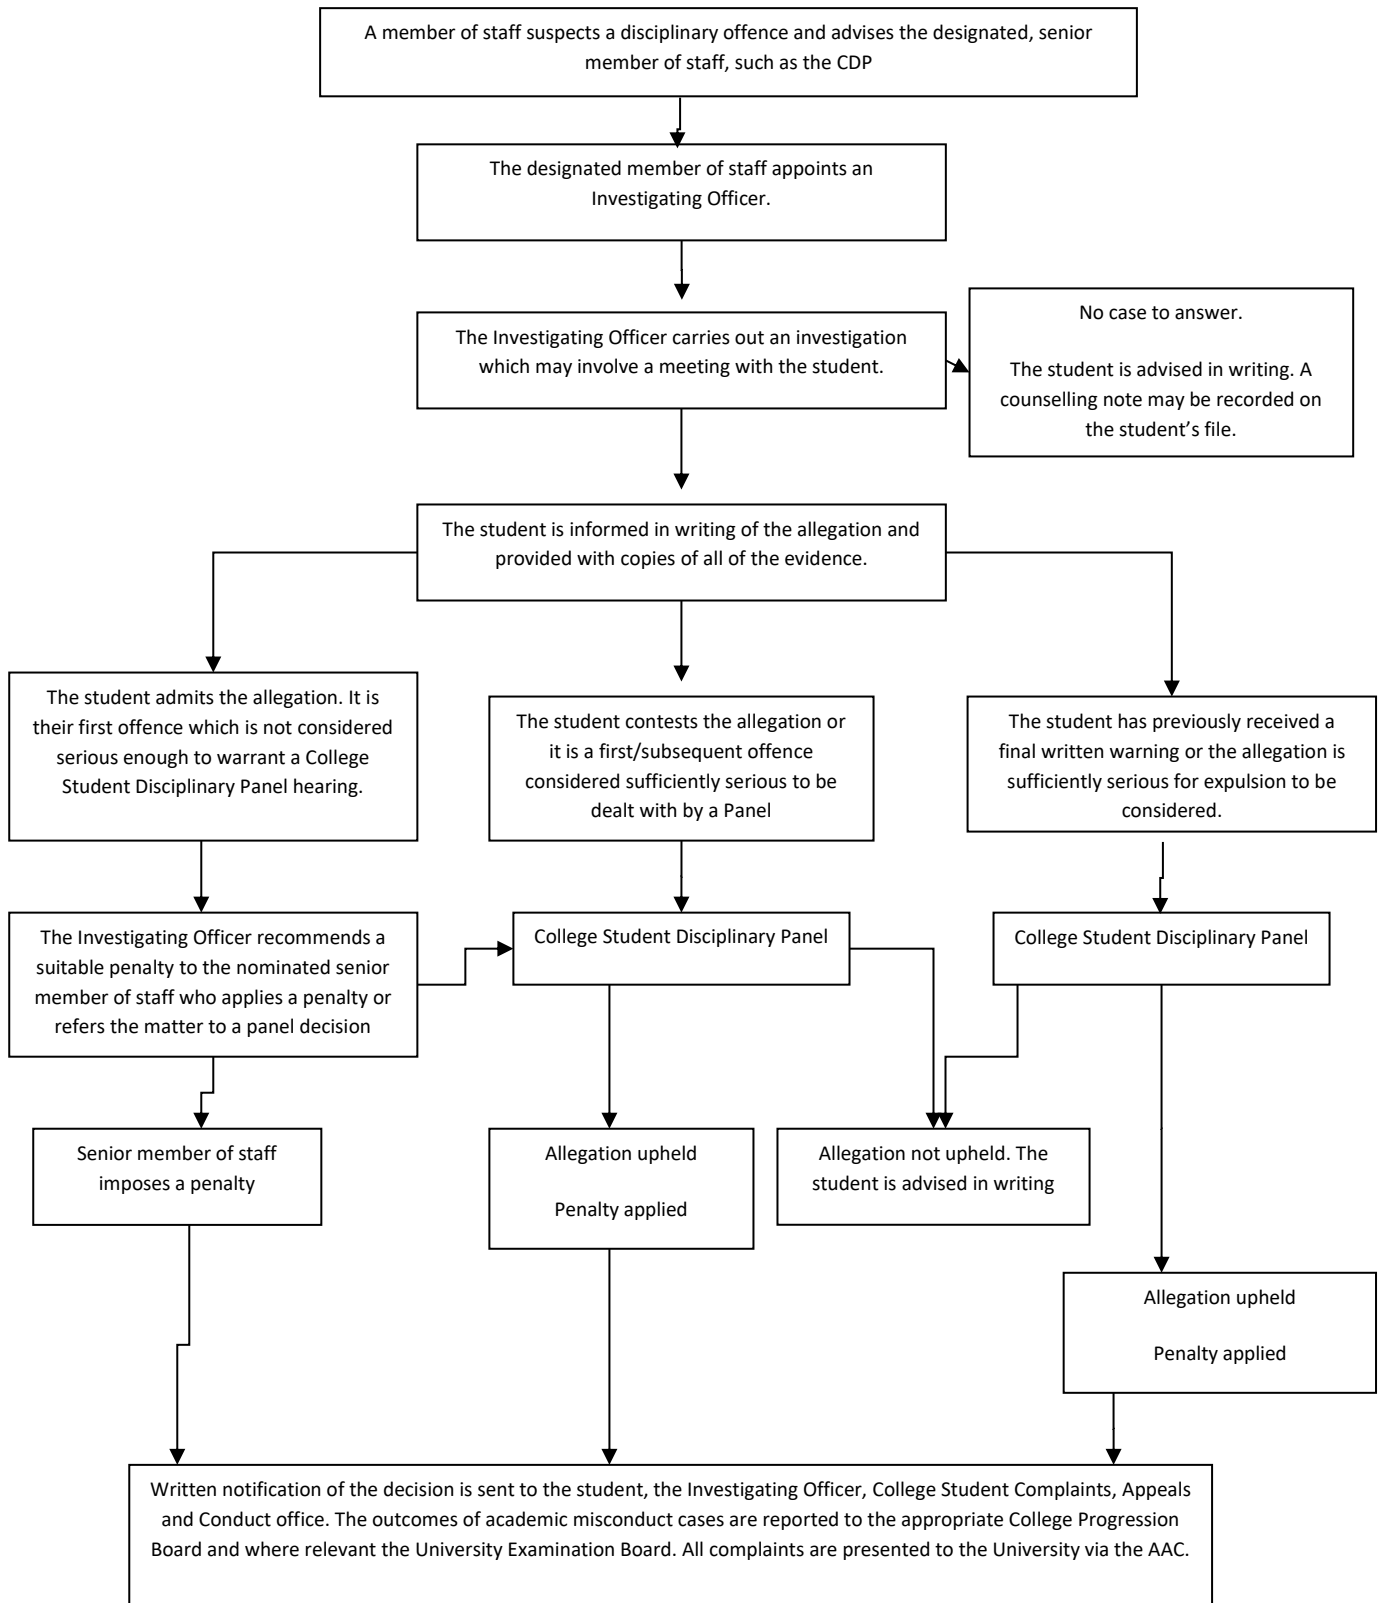 A member of staff suspects a disciplinary offence and advises the designated, senior
member of staff, such as the CDP
The designated member of staff appoints an
Investigating Officer.
The Investigating Officer carries out an investigation
which may involve a meeting with the student.
No case to answer.
The student is advised in writing. A
counselling note may be recorded on
the student’s file.
The student is informed in writing of the allegation and
provided with copies of all of the evidence.
The student admits the allegation. It is
their first offence which is not considered
serious enough to warrant a College
Student Disciplinary Panel hearing.
The student contests the allegation or
it is a first/subsequent offence
considered sufficiently serious to be
dealt with by a Panel
The student has previously received a
final written warning or the allegation is
sufficiently serious for expulsion to be
considered.
The Investigating Officer recommends a
suitable penalty to the nominated senior
member of staff who applies a penalty or
refers the matter to a panel decision
College Student Disciplinary Panel
College Student Disciplinary Panel
Senior member of staff
imposes a penalty
Allegation upheld
Penalty applied
Allegation not upheld. The
student is advised in writing
Allegation upheld
Penalty applied
Written notification of the decision is sent to the student, the Investigating Officer, College Student Complaints, Appeals
and Conduct office. The outcomes of academic misconduct cases are reported to the appropriate College Progression
Board and where relevant the University Examination Board. All complaints are presented to the University via the AAC.